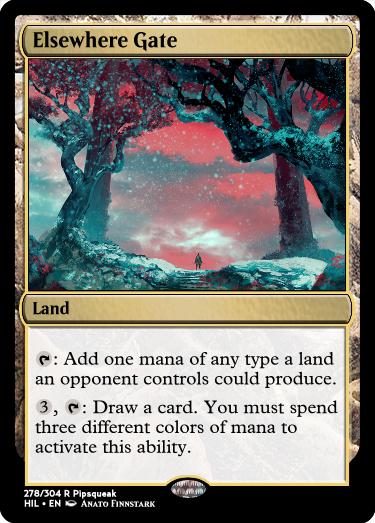 Elsewhere Gate
Land
: Add one mana of any type a land
an opponent controls could produce.
3, : Draw a card. You must spend
three different colors of mana to
activate this ability.
278/304 R Pipsqueak
HIL • EN Anato Finnstark